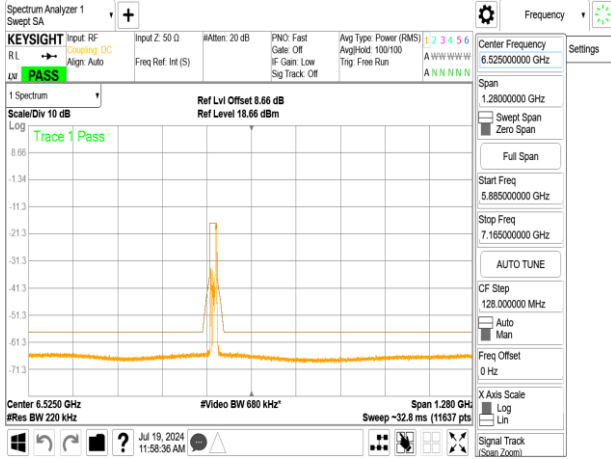 Spectrum Analyzer 1
Swept SA
+
Frequency
KEYSIGHT
RL
LXI
PASS
Input: RF
Coupling: DC
Align: Auto
Input Z: 50 Ω
Freq Ref: Int (S)
#Atten: 20 dB
PNO: Fast
Gate: Off
IF Gain: Low
Sig Track: Off
Avg Type: Power (RMS)
Avg|Hold: 100/100
Trig: Free Run
1 2 3 4 5 6
A W W W W W
A N N N N N
1 Spectrum
Scale/Div 10 dB
Ref Lvl Offset 8.66 dB
Ref Level 18.66 dBm
Log
Trace 1 Pass
8.66
-1.34
-11.3
-21.3
-31.3
-41.3
-51.3
-61.3
-71.3
Center 6.5250 GHz
#Res BW 220 kHz
#Video BW 680 kHz*
Span 1.280 GHz
Sweep ~32.8 ms (11637 pts
Jul 19, 2024
11:58:36 AM
?
Center Frequency
6.525000000 GHz
Settings
Span
1.28000000 GHz
Swept Span
Zero Span
Full Span
Start Freq
5.885000000 GHz
Stop Freq
7.165000000 GHz
AUTO TUNE
CF Step
128.000000 MHz
Auto
Man
Freq Offset
0 Hz
X Axis Scale
Log
Lin
Signal Track
(Span Zoom)